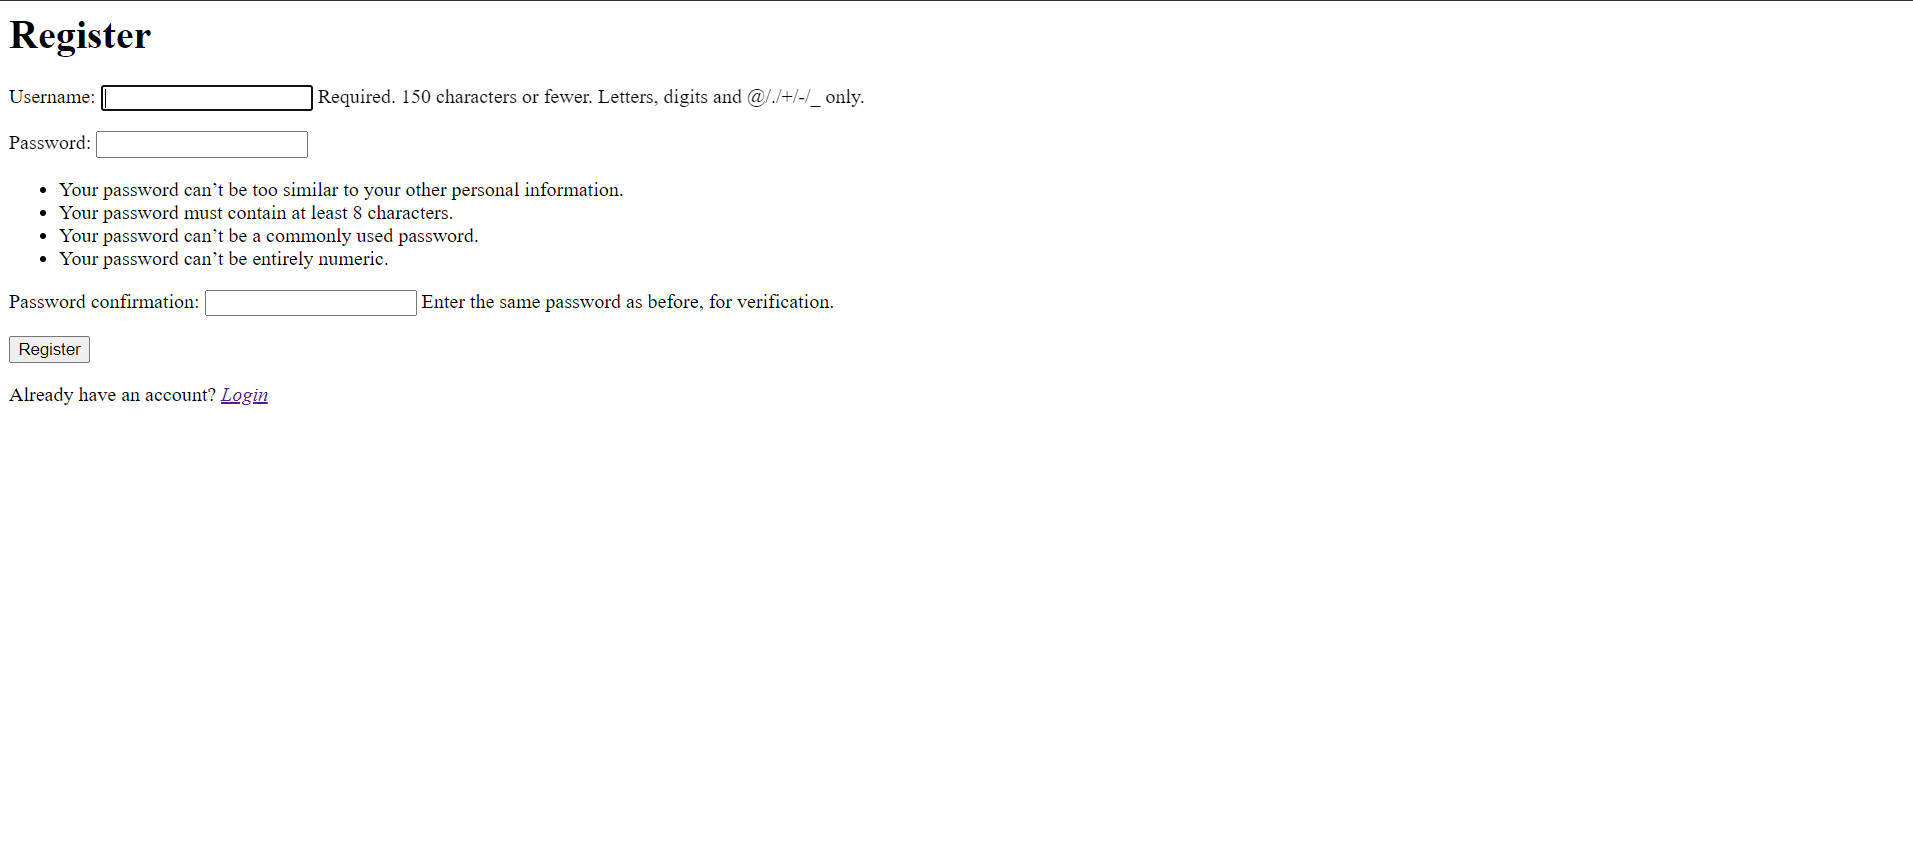 Register
Username: Required. 150 characters or fewer. Letters, digits and @/./+/-/_ only.
Password:
Your password can’t be too similar to your other personal information.
Your password must contain at least 8 characters.
Your password can’t be a commonly used password.
Your password can’t be entirely numeric.
Password confirmation: Enter the same password as before, for verification.
Register
Already have an account? Login